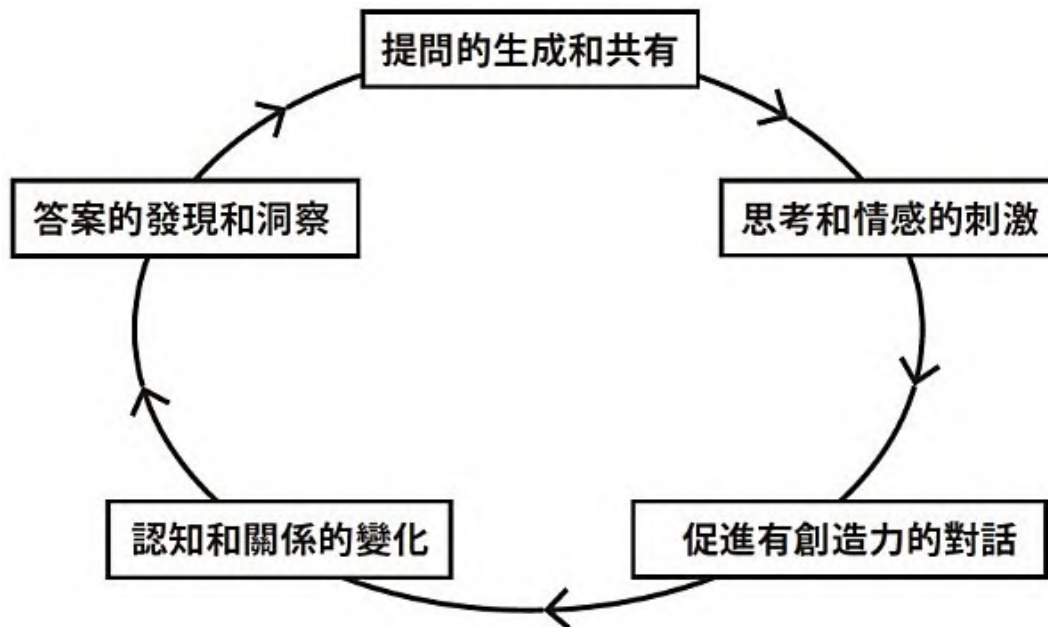 提問的生成和共有
思考和情感的刺激
促進有創造力的對話
認知和關係的變化
答案的發現和洞察